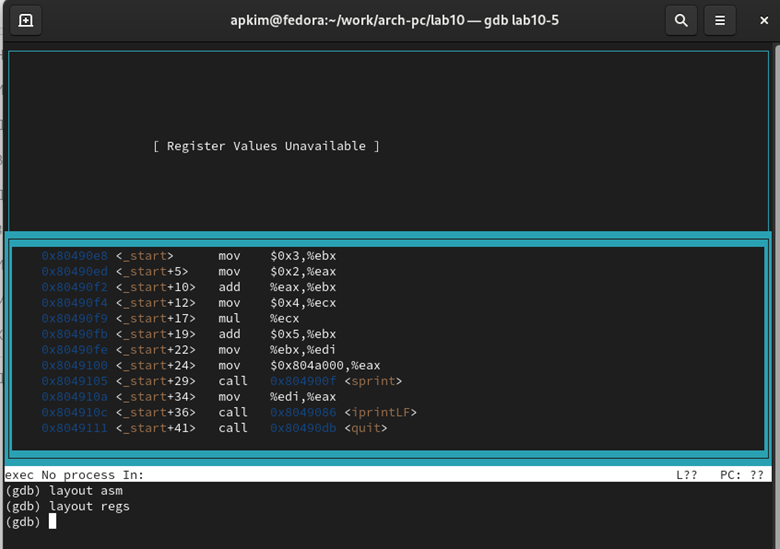 apkim@fedora:~/work/arch-pc/lab10 — gdb lab10-5
[ Register Values Unavailable ]
0x80490e8 <_start> mov $0x3,%ebx
0x80490ed <_start+5> mov $0x2,%eax
0x80490f2 <_start+10> add %eax,%ebx
0x80490f4 <_start+12> mov $0x4,%ecx
0x80490f9 <_start+17> mul %ecx
0x80490fb <_start+19> add $0x5,%ebx
0x80490fe <_start+22> mov %ebx,%edi
0x8049100 <_start+24> mov $0x804a000,%eax
0x8049105 <_start+29> call 0x804900f <sprint>
0x804910a <_start+34> mov %edi,%eax
0x804910c <_start+36> call 0x8049086 <iprintLF>
0x8049111 <_start+41> call 0x80490db <quit>
exec No process In: L?? PC: ??
(gdb) layout asm
(gdb) layout regs
(gdb)